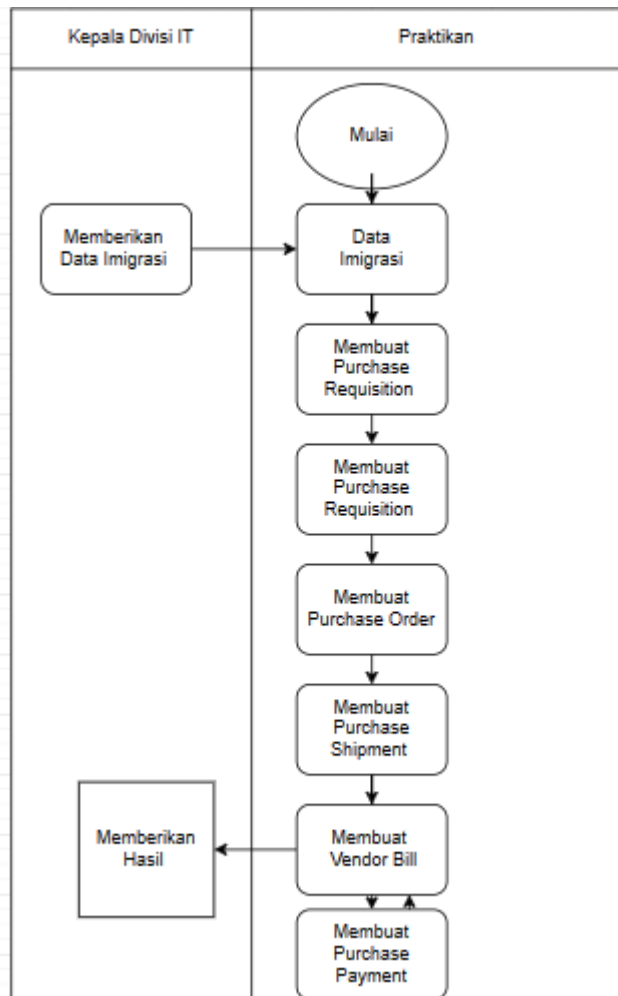 Kepala Divisi IT
Praktikan
Mulai
Memberikan
Data Imigrasi
Data
Imigrasi
Membuat
Purchase
Requisition
Membuat
Purchase
Requisition
Membuat
Purchase Order
Membuat
Purchase
Shipment
Memberikan
Hasil
Membuat
Vendor Bill
Membuat
Purchase
Payment